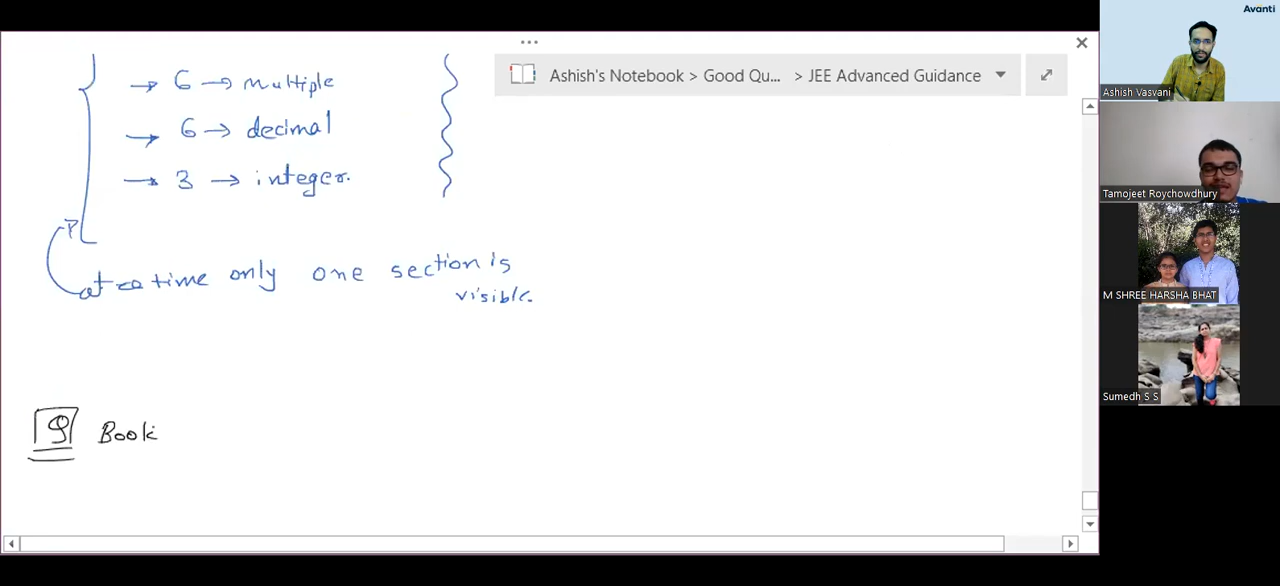 Avanti
...
Ashish's Notebook > Good Qu... > JEE Advanced Guidance
→ 6 → multiple
→ 6 → decimal
→ 3 → integer.
at a time only one section is
visible.
Book
Ashish Vasvani
Tamojeet Roychowdhury
M SHREE HARSHA BHAT
Sumedh S S